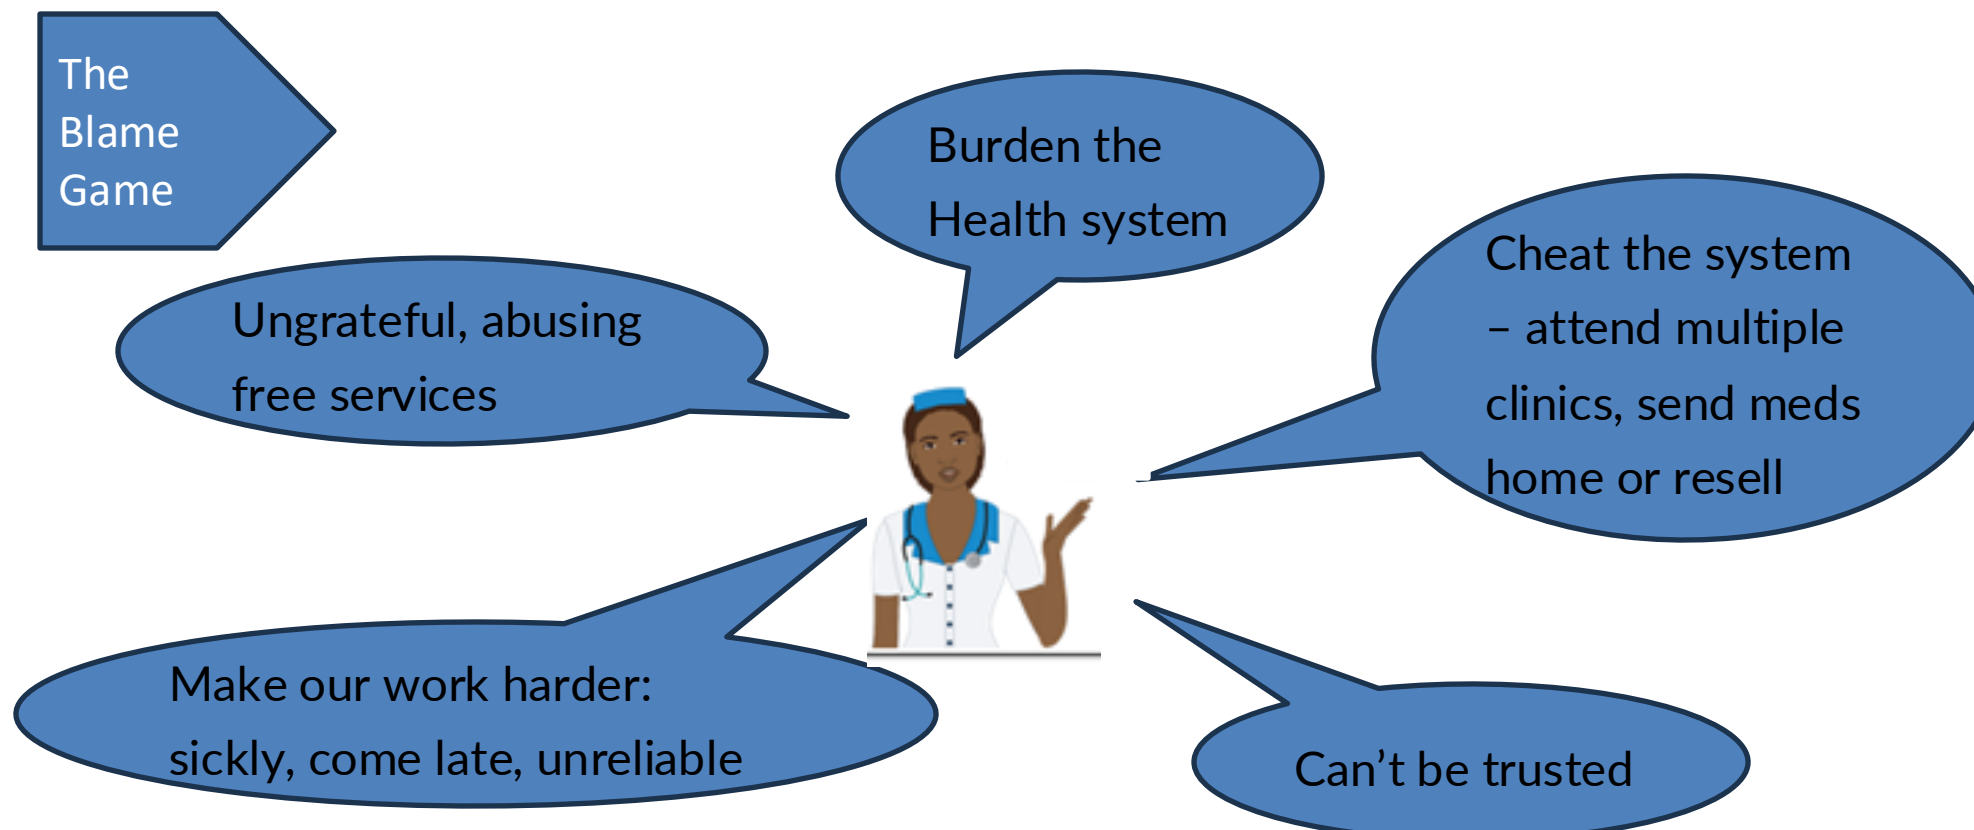 The
Blame
Game
Burden the
Health system
Ungrateful, abusing
free services
Cheat the system
– attend multiple
clinics, send meds
home or resell
Make our work harder:
sickly, come late, unreliable
Can’t be trusted